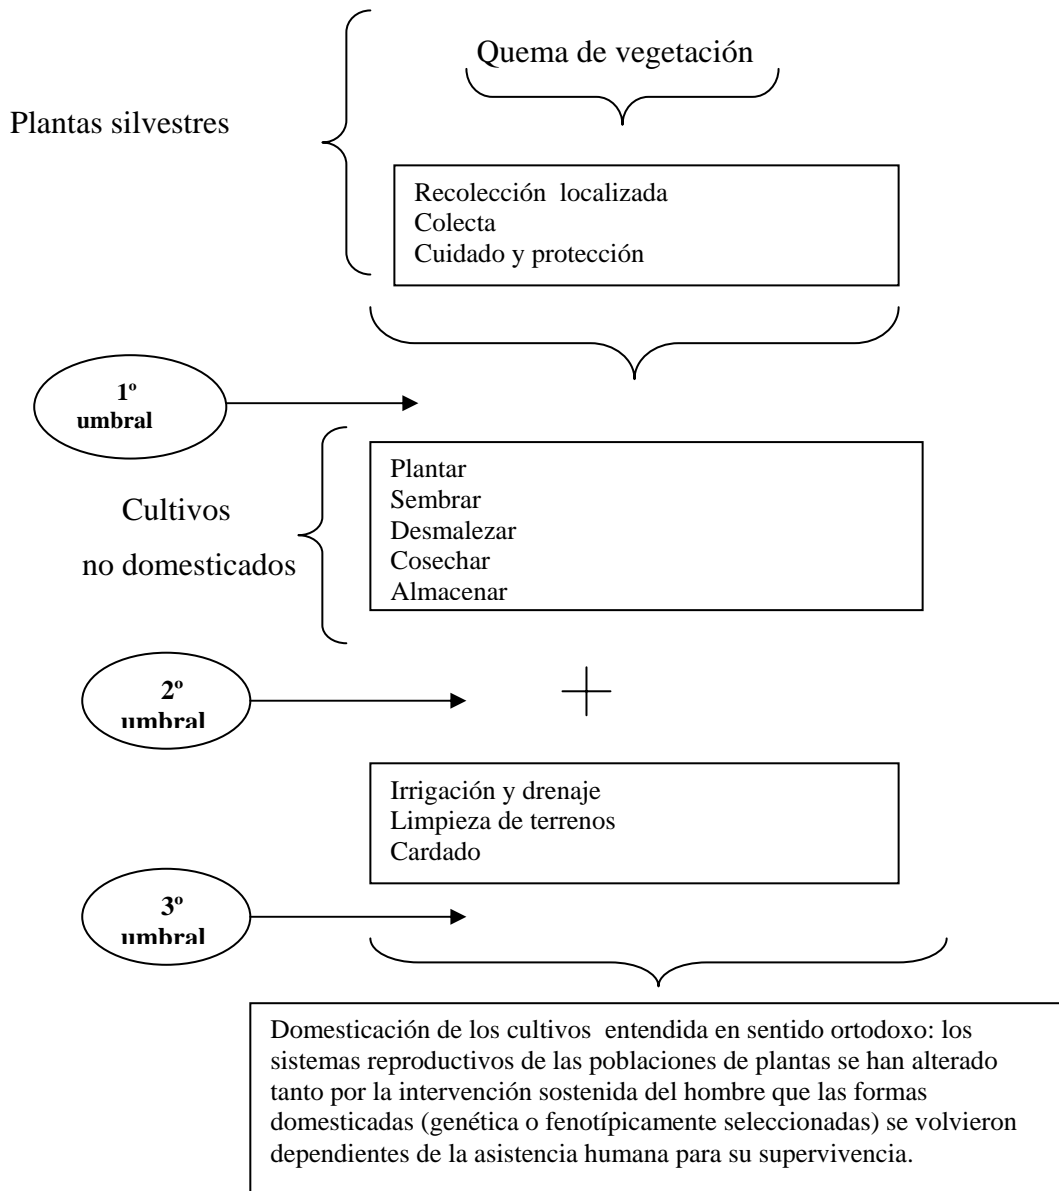 Quema de vegetación
Plantas silvestres
Recolección localizada
Colecta
Cuidado y protección
1º
umbral
Plantar
Sembrar
Desmalezar
Cosechar
Almacenar
Cultivos
no domesticados
2º
umbral
Irrigación y drenaje
Limpieza de terrenos
Cardado
3º
umbral
Domesticación de los cultivos entendida en sentido ortodoxo: los
sistemas reproductivos de las poblaciones de plantas se han alterado
tanto por la intervención sostenida del hombre que las formas
domesticadas (genética o fenotípicamente seleccionadas) se volvieron
dependientes de la asistencia humana para su supervivencia.